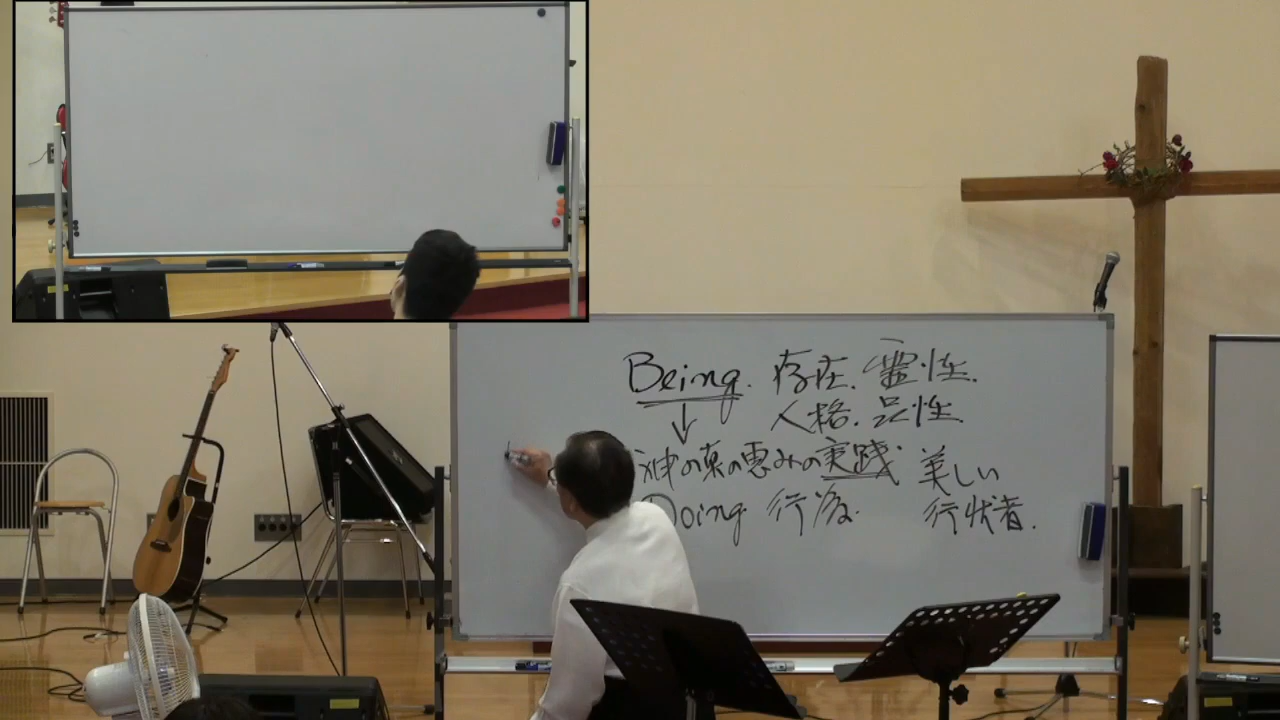 Being. 存在. 霊性.
人格. 品性.
↓
神の真の恵みの実践. 美しい
Doing 行為. 行状者.